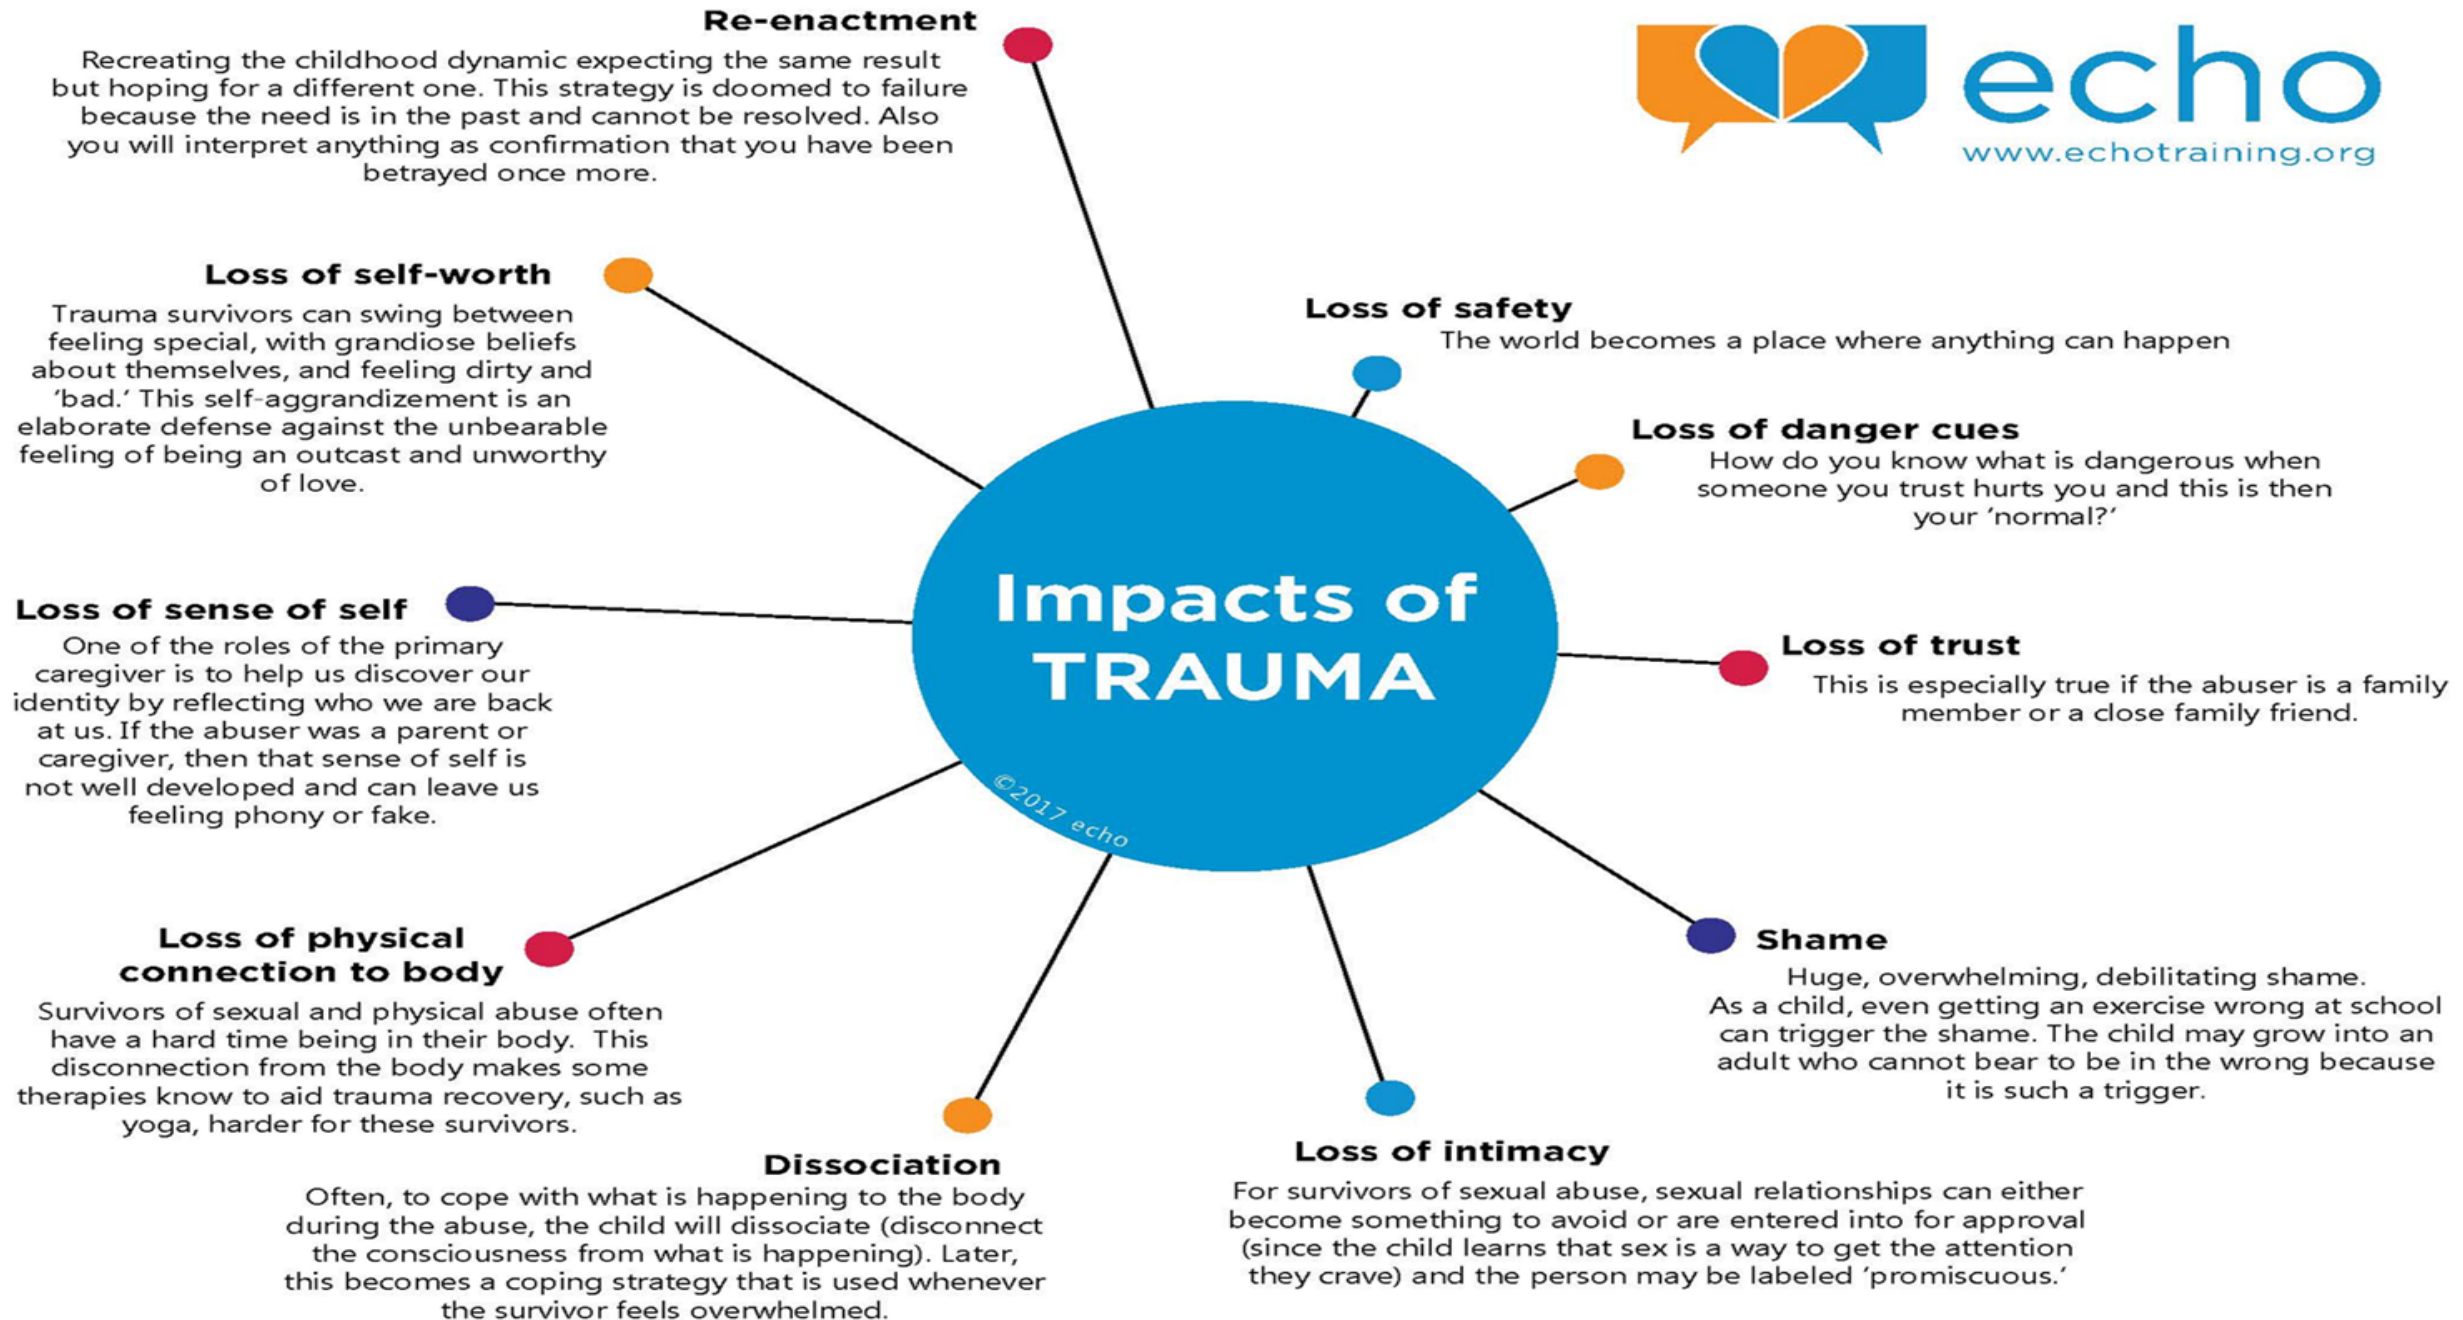 Re-enactment
Recreating the childhood dynamic expecting the same result
but hoping for a different one. This strategy is doomed to failure
because the need is in the past and cannot be resolved. Also
you will interpret anything as confirmation that you have been
betrayed once more.
echo
www.echotraining.org
Loss of self-worth
Trauma survivors can swing between
feeling special, with grandiose beliefs
about themselves, and feeling dirty and
‘bad.’ This self-aggrandizement is an
elaborate defense against the unbearable
feeling of being an outcast and unworthy
of love.
Loss of safety
The world becomes a place where anything can happen
Loss of danger cues
How do you know what is dangerous when
someone you trust hurts you and this is then
your ‘normal?’
Impacts of
TRAUMA
©2017 echo
Loss of sense of self
One of the roles of the primary
caregiver is to help us discover our
identity by reflecting who we are back
at us. If the abuser was a parent or
caregiver, then that sense of self is
not well developed and can leave us
feeling phony or fake.
Loss of trust
This is especially true if the abuser is a family
member or a close family friend.
Loss of physical
connection to body
Survivors of sexual and physical abuse often
have a hard time being in their body. This
disconnection from the body makes some
therapies know to aid trauma recovery, such as
yoga, harder for these survivors.
Shame
Huge, overwhelming, debilitating shame.
As a child, even getting an exercise wrong at school
can trigger the shame. The child may grow into an
adult who cannot bear to be in the wrong because
it is such a trigger.
Dissociation
Often, to cope with what is happening to the body
during the abuse, the child will dissociate (disconnect
the consciousness from what is happening). Later,
this becomes a coping strategy that is used whenever
the survivor feels overwhelmed.
Loss of intimacy
For survivors of sexual abuse, sexual relationships can either
become something to avoid or are entered into for approval
(since the child learns that sex is a way to get the attention
they crave) and the person may be labeled ‘promiscuous.’